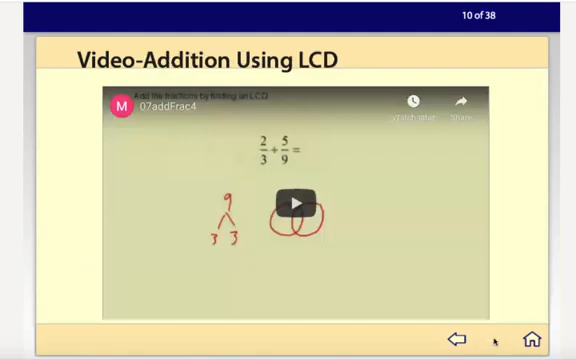 10 of 38
Video-Addition Using LCD
Add the fractions by finding an LCD
M 07addFrac4
Watch later Share
2/3 + 5/9 =
9
3 3